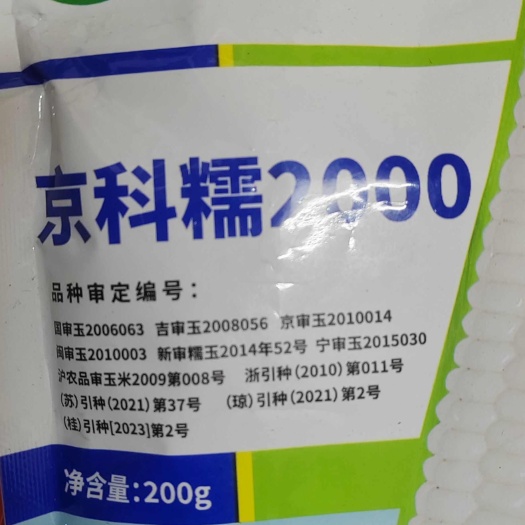 京科糯2000
品种审定编号：
国审玉2006063 吉审玉2008056 京审玉2010014
闽审玉2010003 新审糯玉2014年52号 宁审玉2015030
沪农品审玉米2009第008号 浙引种(2010)第011号
(苏)引种(2021)第37号 (琼)引种(2021)第2号
(桂)引种[2023]第2号
净含量：200g